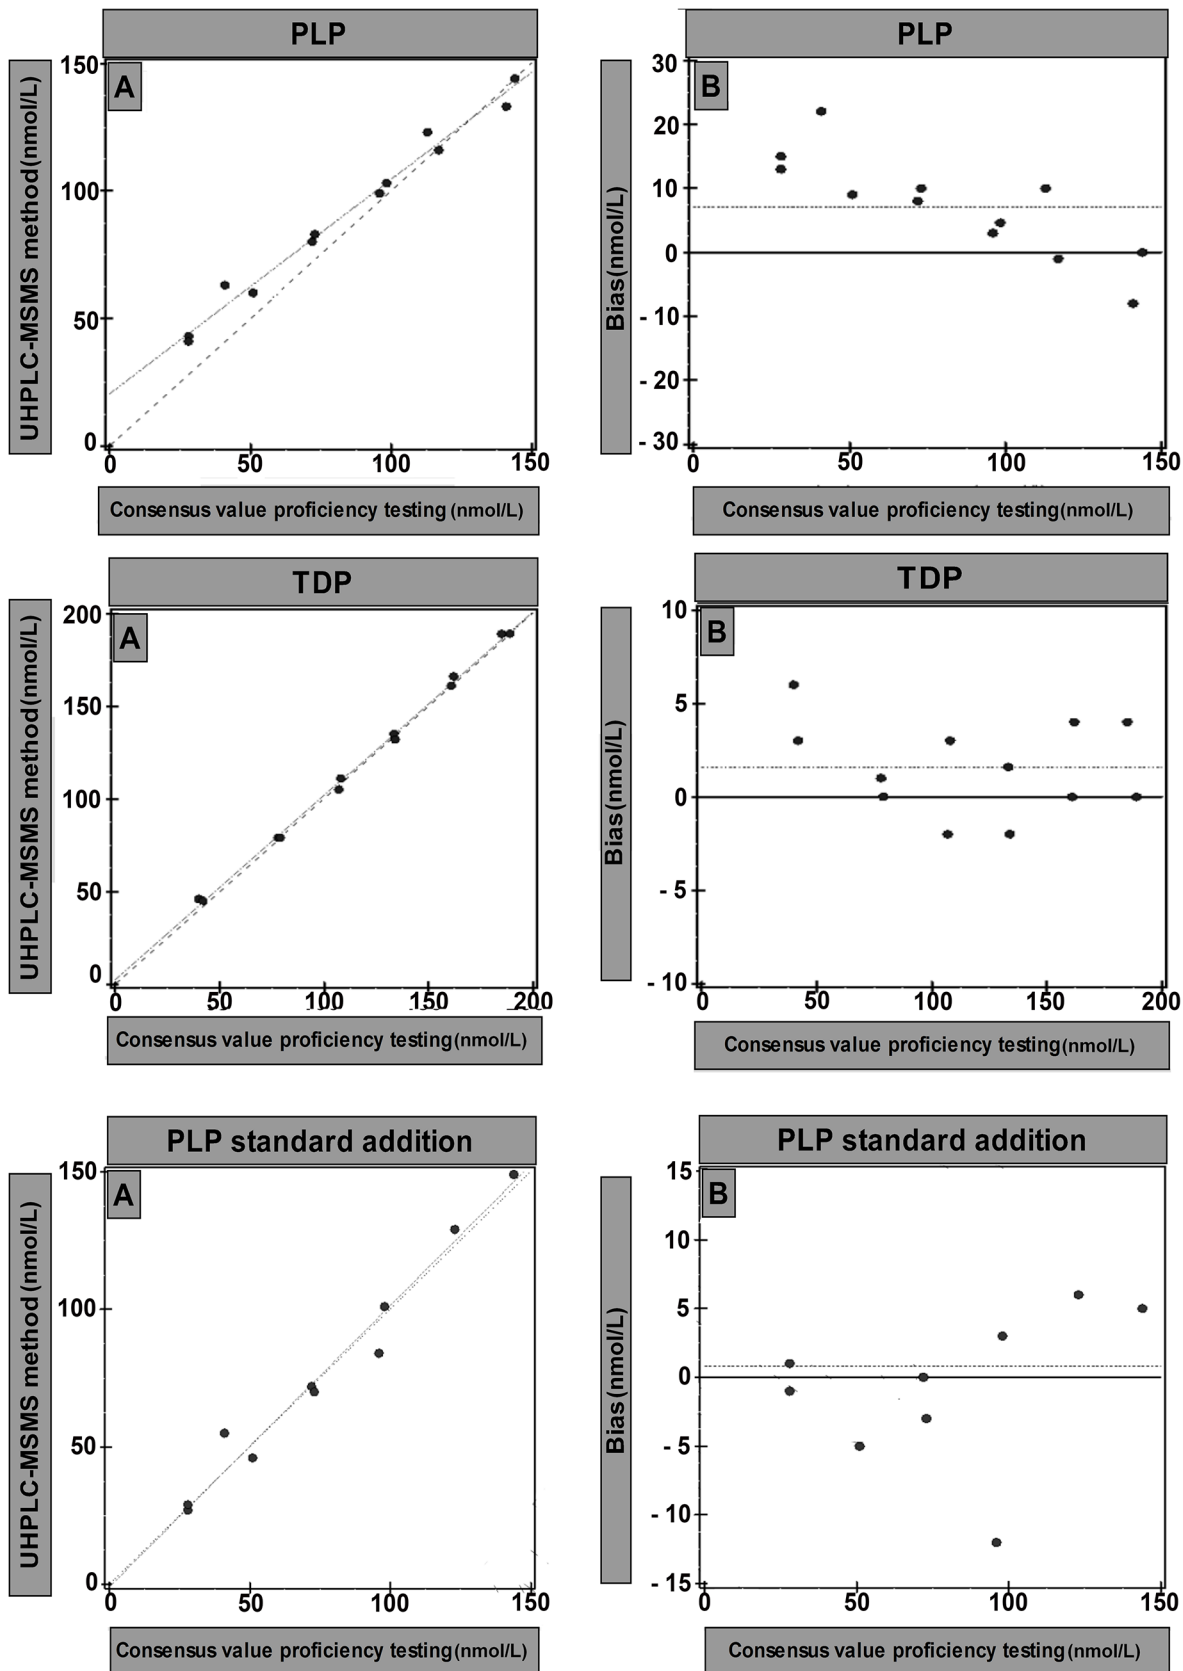 PLP
A
UHPLC-MSMS method(nmol/L)
150
100
50
0
0 50 100 150
Consensus value proficiency testing (nmol/L)
PLP
B
Bias(nmol/L)
30
20
10
0
- 10
- 20
- 30
0 50 100 150
Consensus value proficiency testing(nmol/L)
TDP
A
UHPLC-MSMS method(nmol/L)
200
150
100
50
0
0 50 100 150 200
Consensus value proficiency testing(nmol/L)
TDP
B
Bias(nmol/L)
10
5
0
- 5
- 10
0 50 100 150 200
Consensus value proficiency testing(nmol/L)
PLP standard addition
A
UHPLC-MSMS method(nmol/L)
150
100
50
0
0 50 100 150
Consensus value proficiency testing(nmol/L)
PLP standard addition
B
Bias(nmol/L)
15
10
5
0
- 5
- 10
- 15
0 50 100 150
Consensus value proficiency testing(nmol/L)